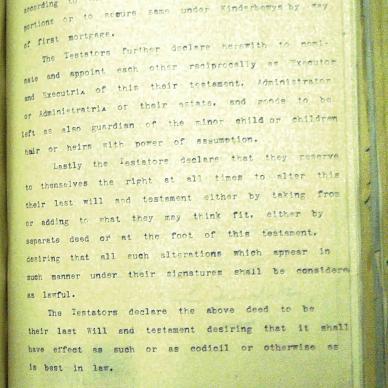 according to
portions or to secure same under Kinderbewys by way
of first mortgage.
The Testators further declare herewith to nomi-
nate and appoint each other reciprocally as Executor
and Executrix of this their testament, Administrator
or Administratrix of their estate, and goods to be
left as also guardian of the minor child or children
heir or heirs with power of assumption.
Lastly the Testators declare that they reserve
to themselves the right at all times to alter this
their last will and testament either by taking from
or adding to what they may think fit, either by
separate deed or at the foot of this testament,
desiring that all such alterations which appear in
such manner under their signatures shall be considere
as lawful.
The Testators declare the above deed to be
their last Will and testament desiring that it shall
have effect as such or as codicil or otherwise as
is best in law.